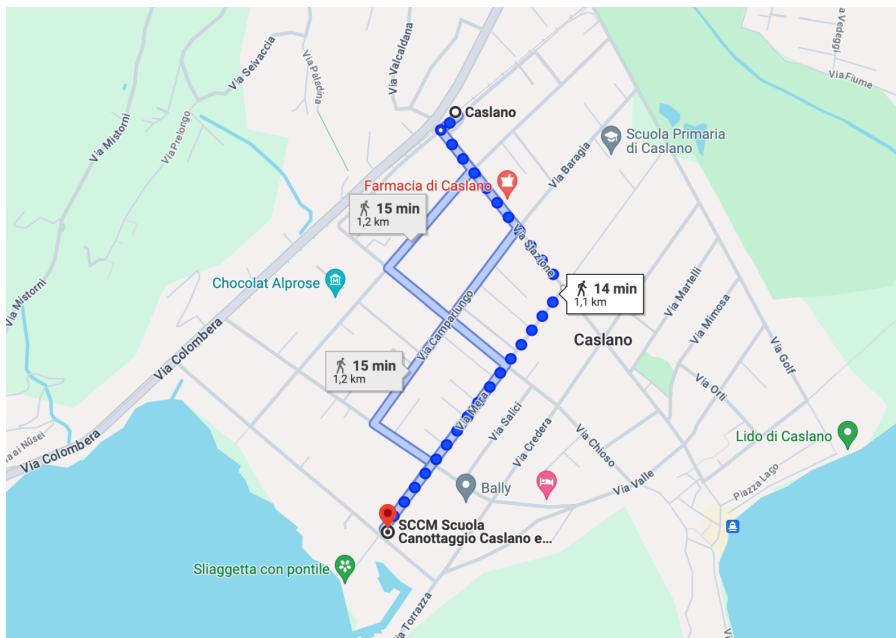 Via Vedeggi
Via Fiume
Via Selvaccia
Via Valcaldana
Via Paladina
Via Mistorni
Via Prelongo
Caslano
Scuola Primaria
di Caslano
Via Baragia
Farmacia di Caslano
15 min
1,2 km
Via Stazione
Via Mistorni
Chocolat Alprose
14 min
1,1 km
Via Martelli
Via Mimosa
Via Campanlungo
Caslano
Via Colombera
15 min
1,2 km
Via Golf
Via Orti
Via Mera
Via Salici
Via Credera
Via Chioso
Lido di Caslano
Via Colombera
Via Valle
Piazza Lago
Bally
SCCM Scuola
Canottaggio Caslano e...
Sliaggetta con pontile
Via Torrazza